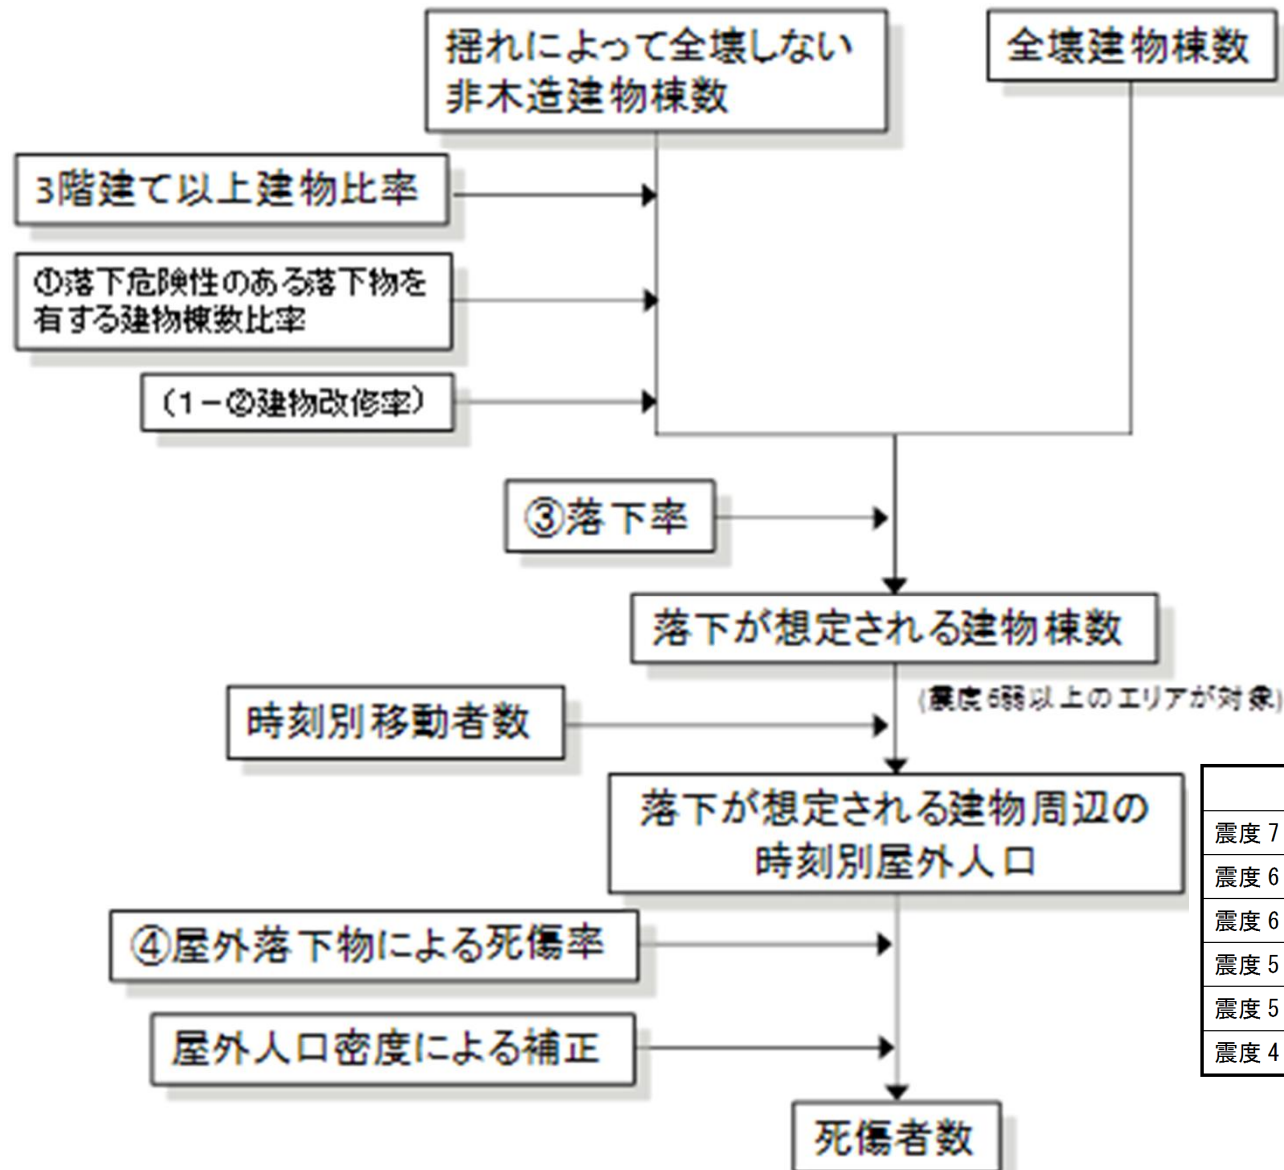 揺れによって全壊しない
非木造建物棟数
全壊建物棟数
3階建て以上建物比率
①落下危険性のある落下物を
有する建物棟数比率
(1-②建物改修率)
③落下率
落下が想定される建物棟数
(震度6弱以上のエリアが対象)
時刻別移動者数
落下が想定される建物周辺の
時刻別屋外人口
④屋外落下物による死傷率
屋外人口密度による補正
死傷者数
震度7
震度6
震度6
震度5
震度5
震度4